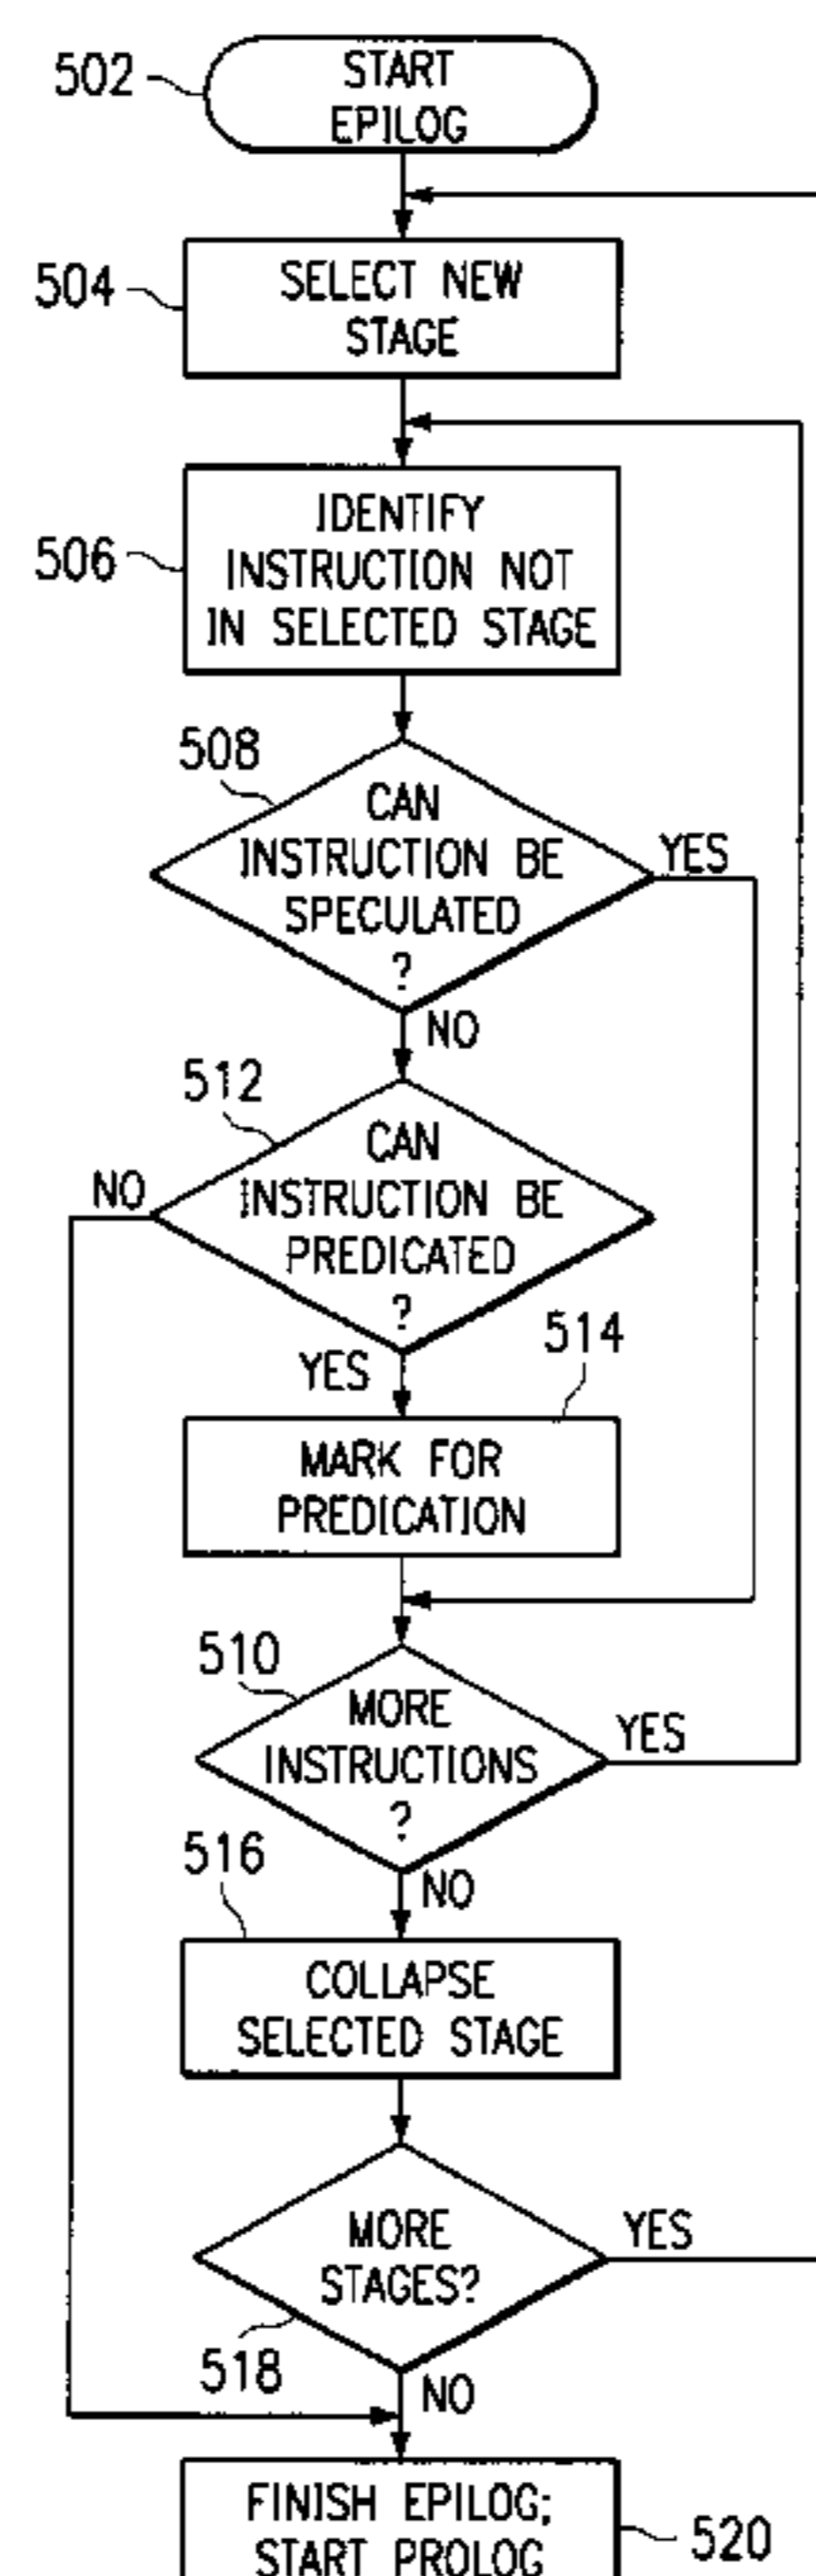 502
START
EPILOG
504
SELECT NEW
STAGE
506
IDENTIFY
INSTRUCTION NOT
IN SELECTED STAGE
508
CAN
INSTRUCTION BE
SPECULATED
?
YES
NO
512
CAN
INSTRUCTION BE
PREDICATED
?
NO
YES
514
MARK FOR
PREDICATION
510
MORE
INSTRUCTIONS
?
YES
NO
516
COLLAPSE
SELECTED STAGE
MORE
STAGES?
YES
518
NO
FINISH EPILOG;
START PROLOG
520